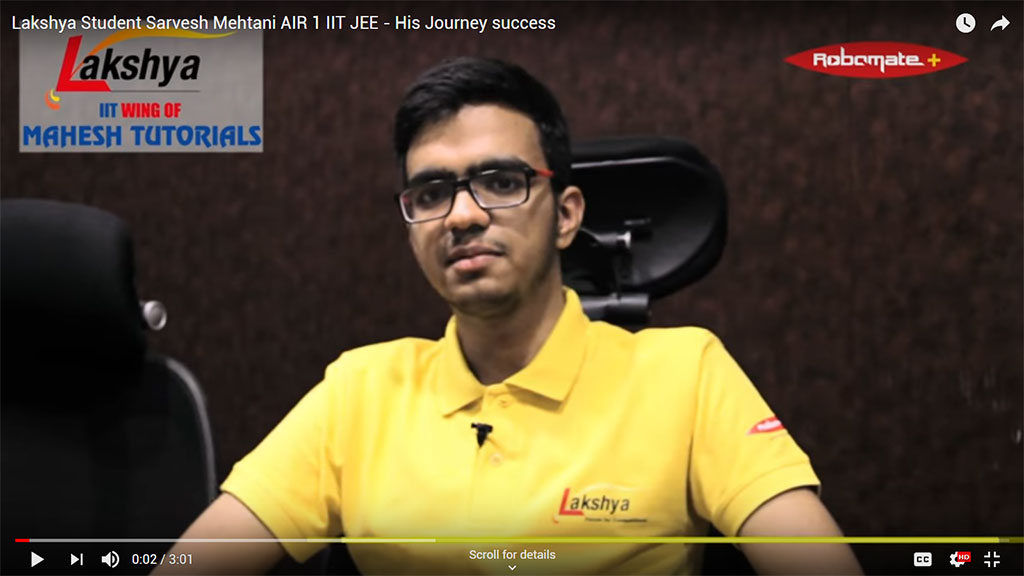 Lakshya Student Sarvesh Mehtani AIR 1 IIT JEE - His Journey success
Lakshya
IIT WING OF
MAHESH TUTORIALS
Robomate+
Lakshya
0:02 / 3:01
Scroll for details
CC
HD